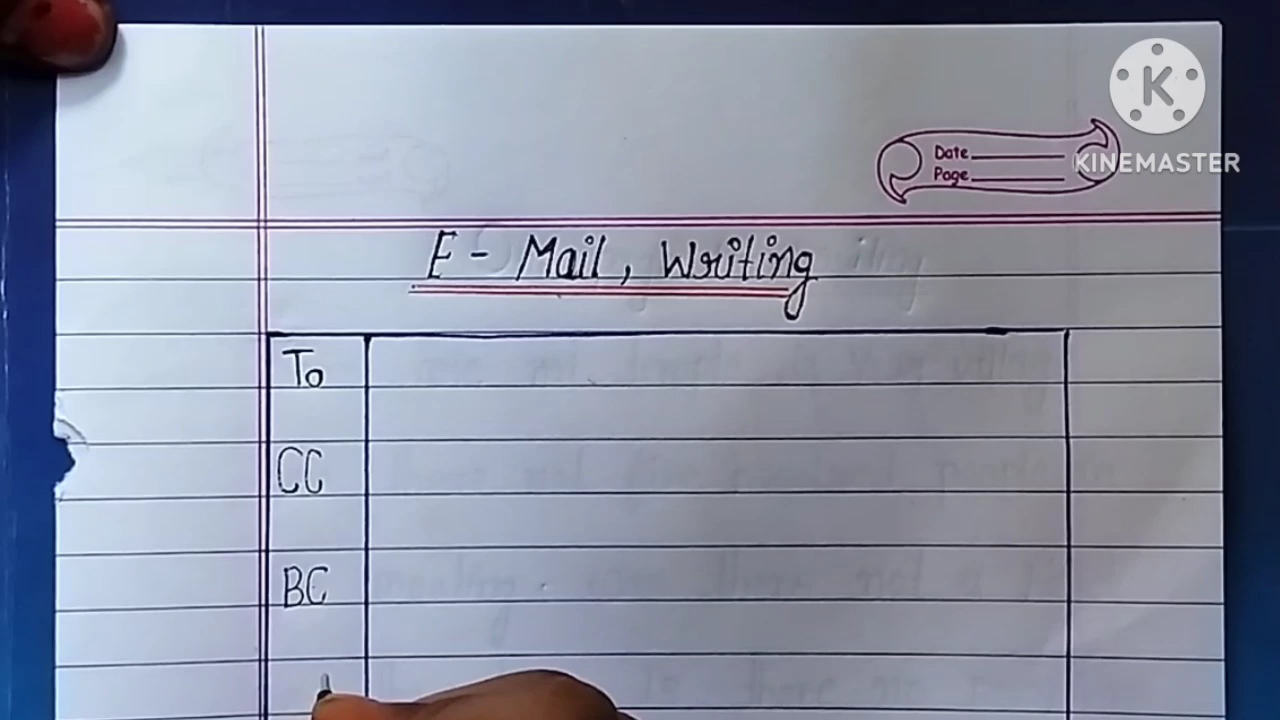 K
KINEMASTER
Date
Page
E - Mail, Writing
To
CC
BC